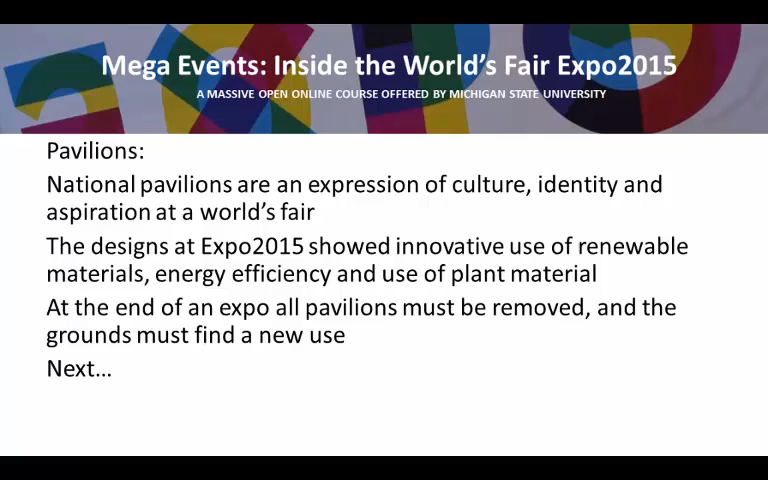 Mega Events: Inside the World's Fair Expo2015
A MASSIVE OPEN ONLINE COURSE OFFERED BY MICHIGAN STATE UNIVERSITY
Pavilions:
National pavilions are an expression of culture, identity and
aspiration at a world's fair
The designs at Expo2015 showed innovative use of renewable
materials, energy efficiency and use of plant material
At the end of an expo all pavilions must be removed, and the
grounds must find a new use
Next…